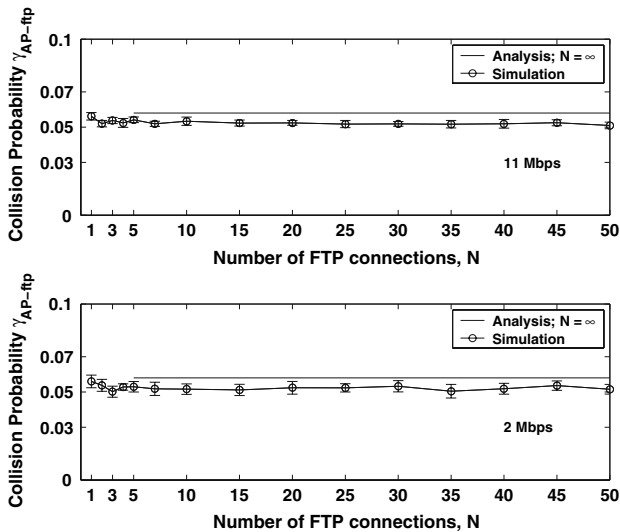 0.1
0.07
0.05
0.03
0
Collision Probability γAP−ftp
Analysis; N = ∞
Simulation
11 Mbps
1 3 5 10 15 20 25 30 35 40 45 50
Number of FTP connections, N
0.1
0.07
0.05
0.03
0
Collision Probability γAP−ftp
Analysis; N = ∞
Simulation
2 Mbps
1 3 5 10 15 20 25 30 35 40 45 50
Number of FTP connections, N